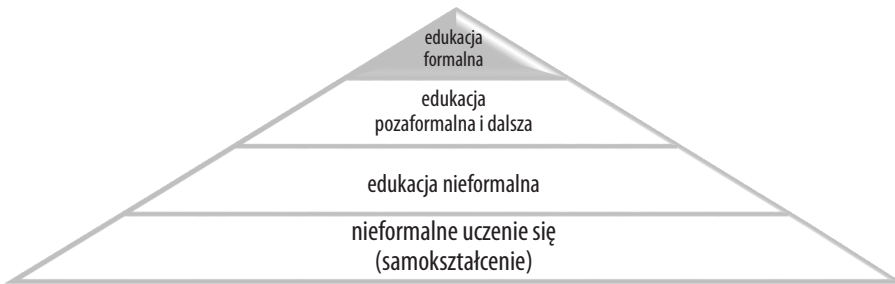 edukacja
formalna
edukacja
pozaformalna i dalsza
edukacja nieformalna
nieformalne uczenie się
(samokształcenie)